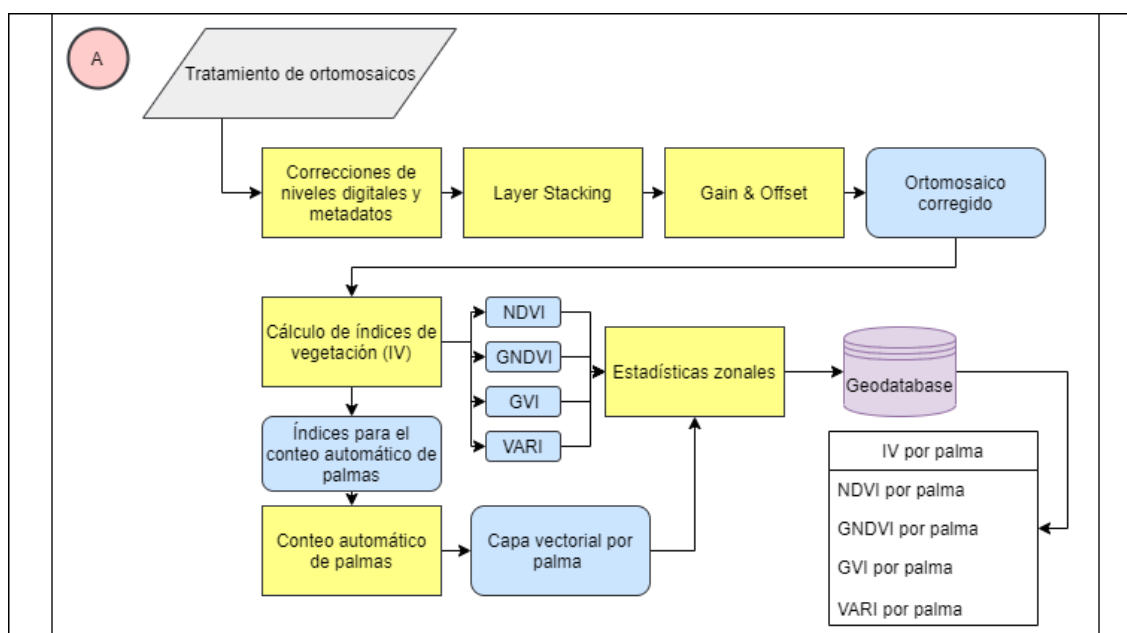 A
Tratamiento de ortomosaicos
Correcciones de
niveles digitales y
metadatos
Layer Stacking
Gain & Offset
Ortomosaico
corregido
Cálculo de índices de
vegetación (IV)
NDVI
GNDVI
GVI
VARI
Estadísticas zonales
Geodatabase
Índices para el
conteo automático de
palmas
Conteo automático
de palmas
Capa vectorial por
palma
IV por palma
NDVI por palma
GNDVI por palma
GVI por palma
VARI por palma